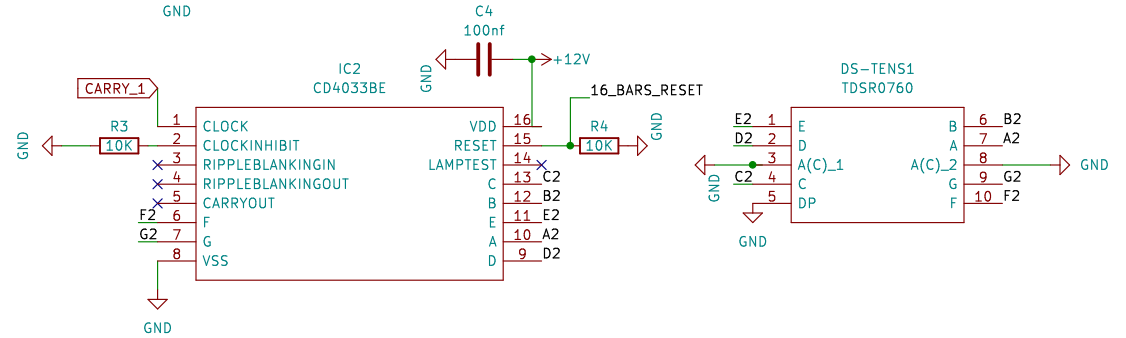 GND
C4
100nf
GND
+12V
IC2
CD4033BE
CARRY_1
16_BARS_RESET
GND
R3
10K
R4
10K
GND
1 CLOCK
2 CLOCKINHIBIT
3 RIPPLEBLANKINGIN
4 RIPPLEBLANKINGOUT
5 CARRYOUT
F2 6 F
G2 7 G
8 VSS
VDD 16
RESET 15
LAMPTEST 14
C 13 C2
B 12 B2
E 11 E2
A 10 A2
D 9 D2
GND
DS-TENS1
TDSR0760
E2 1 E
D2 2 D
3 A(C)_1
C2 4 C
5 DP
B 6 B2
A 7 A2
A(C)_2 8
G 9 G2
F 10 F2
GND
GND
GND